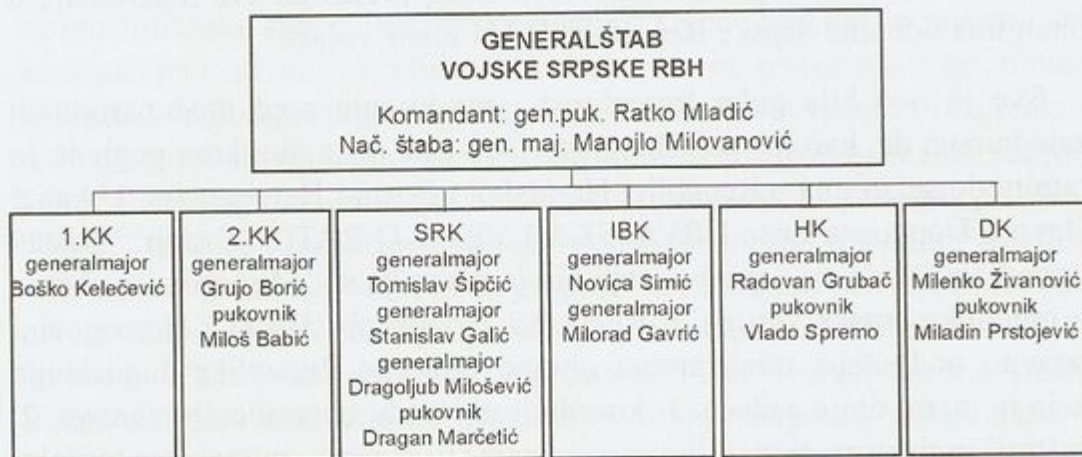 GENERALŠTAB
VOJSKE SRPSKE RBH
Komandant: gen.puk. Ratko Mladić
Nač. štaba: gen. maj. Manojlo Milovanović
1.KK
generalmajor
Boško Kelečević
2.KK
generalmajor
Grujo Borić
pukovnik
Miloš Babić
SRK
generalmajor
Tomislav Šipčić
generalmajor
Stanislav Galić
generalmajor
Dragoljub Milošević
pukovnik
Dragan Marčetić
IBK
generalmajor
Novica Simić
generalmajor
Milorad Gavrić
HK
generalmajor
Radovan Grubač
pukovnik
Vlado Spremo
DK
generalmajor
Milenko Živanović
pukovnik
Miladin Prstojević